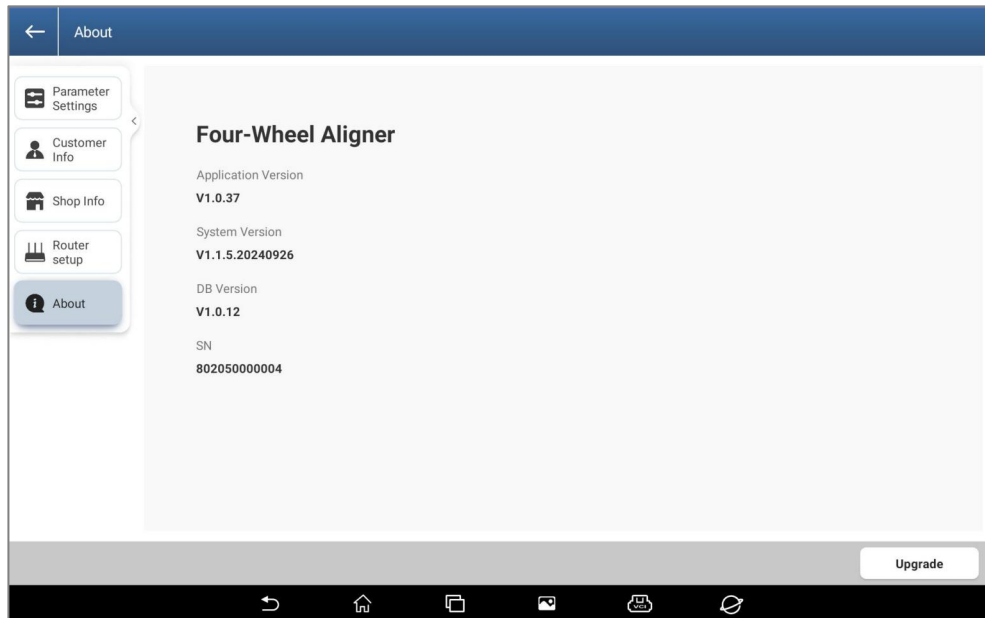 About
Parameter
Settings
Customer
Info
Shop Info
Router
setup
About
Four-Wheel Aligner
Application Version
V1.0.37
System Version
V1.1.5.20240926
DB Version
V1.0.12
SN
802050000004
Upgrade
VCI